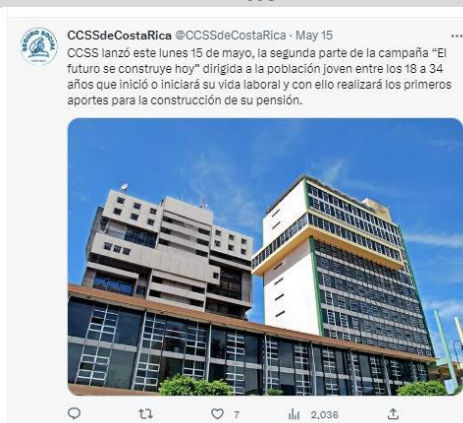 CCSSdeCostaRica @CCSSdeCostaRica · May 15
CCSS lanzó este lunes 15 de mayo, la segunda parte de la campaña “El
futuro se construye hoy” dirigida a la población joven entre los 18 a 34
años que inició o iniciará su vida laboral y con ello realizará los primeros
aportes para la construcción de su pensión.
7 2,036